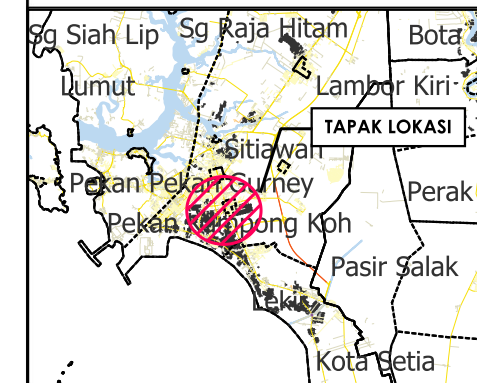 Sg Siah Lip
Sg Raja Hitam
Bota
Lumut
Lambor Kiri
TAPAK LOKASI
Sitiawan
Pekan Pekan Gurney
Perak
Pekan Kampong Koh
Pasir Salak
Lekir
Kota Setia